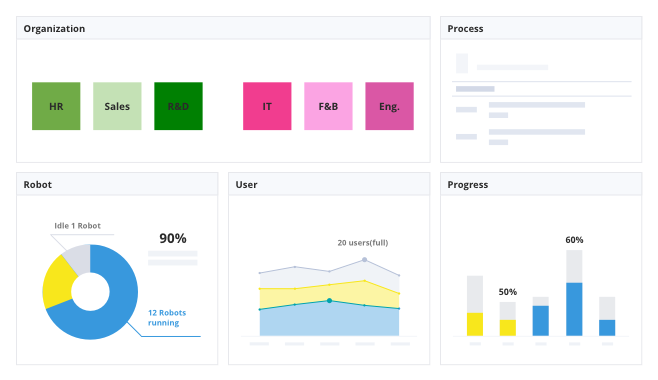 Organization
Process
HR
Sales
R&D
IT
F&B
Eng.
Robot
User
Progress
Idle 1 Robot
90%
12 Robots
running
20 users(full)
60%
50%